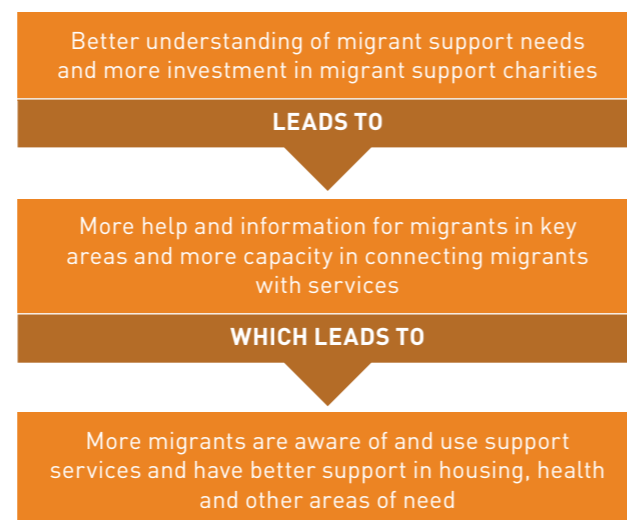 Better understanding of migrant support needs
and more investment in migrant support charities
LEADS TO
More help and information for migrants in key
areas and more capacity in connecting migrants
with services
WHICH LEADS TO
More migrants are aware of and use support
services and have better support in housing, health
and other areas of need